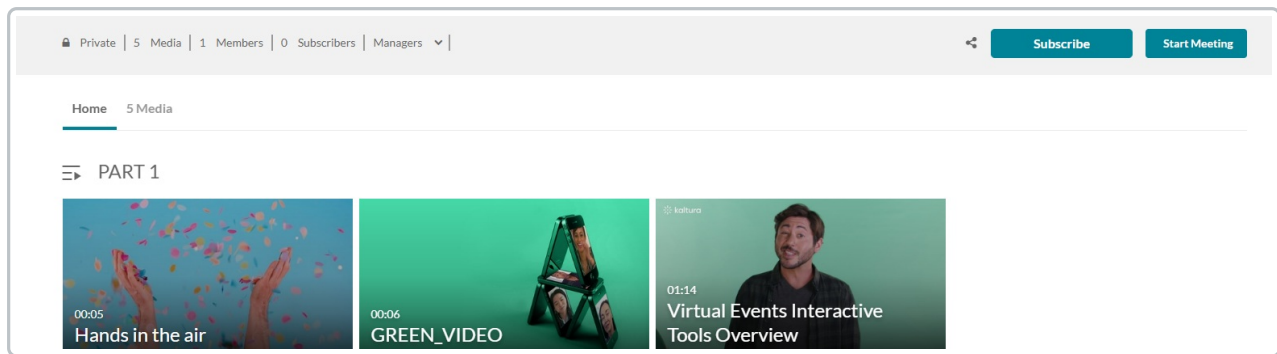 Private | 5 Media | 1 Members | 0 Subscribers | Managers |
Subscribe
Start Meeting
Home 5 Media
PART 1
00:05
Hands in the air
00:06
GREEN_VIDEO
kaltura
01:14
Virtual Events Interactive
Tools Overview